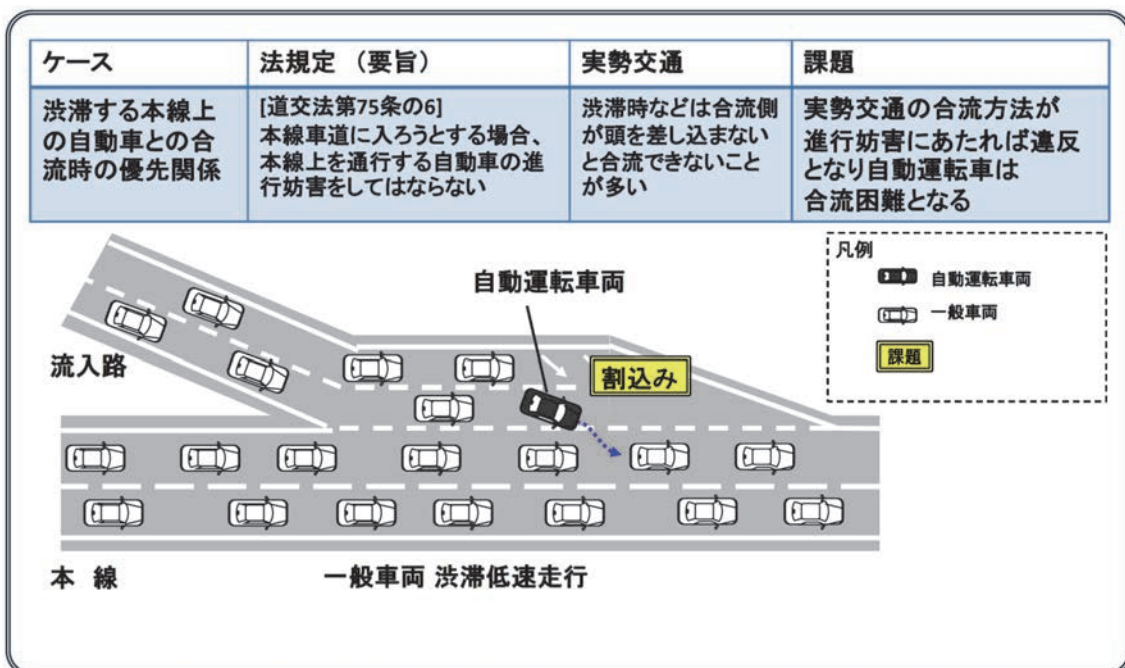 ケース
法規定 （要旨）
実勢交通
課題
渋滞する本線上
の自動車との合
流時の優先関係
[道交法第75条の6]
本線車道に入ろうとする場合、
本線上を通行する自動車の進
行妨害をしてはならない
渋滞時などは合流側
が頭を差し込まない
と合流できないこと
が多い
実勢交通の合流方法が
進行妨害にあたれば違反
となり自動運転車は
合流困難となる
凡例
自動運転車両
一般車両
課題
自動運転車両
割込み
流入路
本 線
一般車両 渋滞低速走行